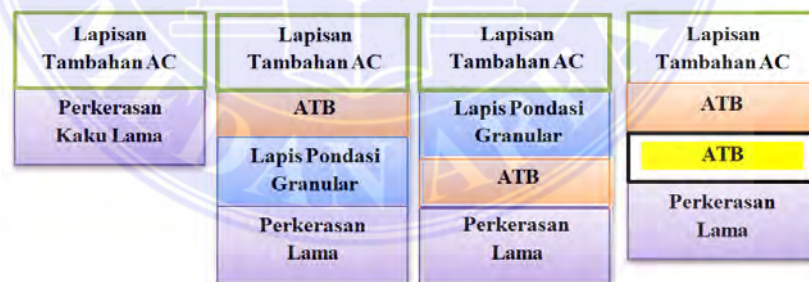 Lapisan
Tambahan AC
Perkerasan
Kaku Lama
Lapisan
Tambahan AC
ATB
Lapis Pondasi
Granular
Perkerasan
Lama
Lapisan
Tambahan AC
Lapis Pondasi
Granular
ATB
Perkerasan
Lama
Lapisan
Tambahan AC
ATB
ATB
Perkerasan
Lama